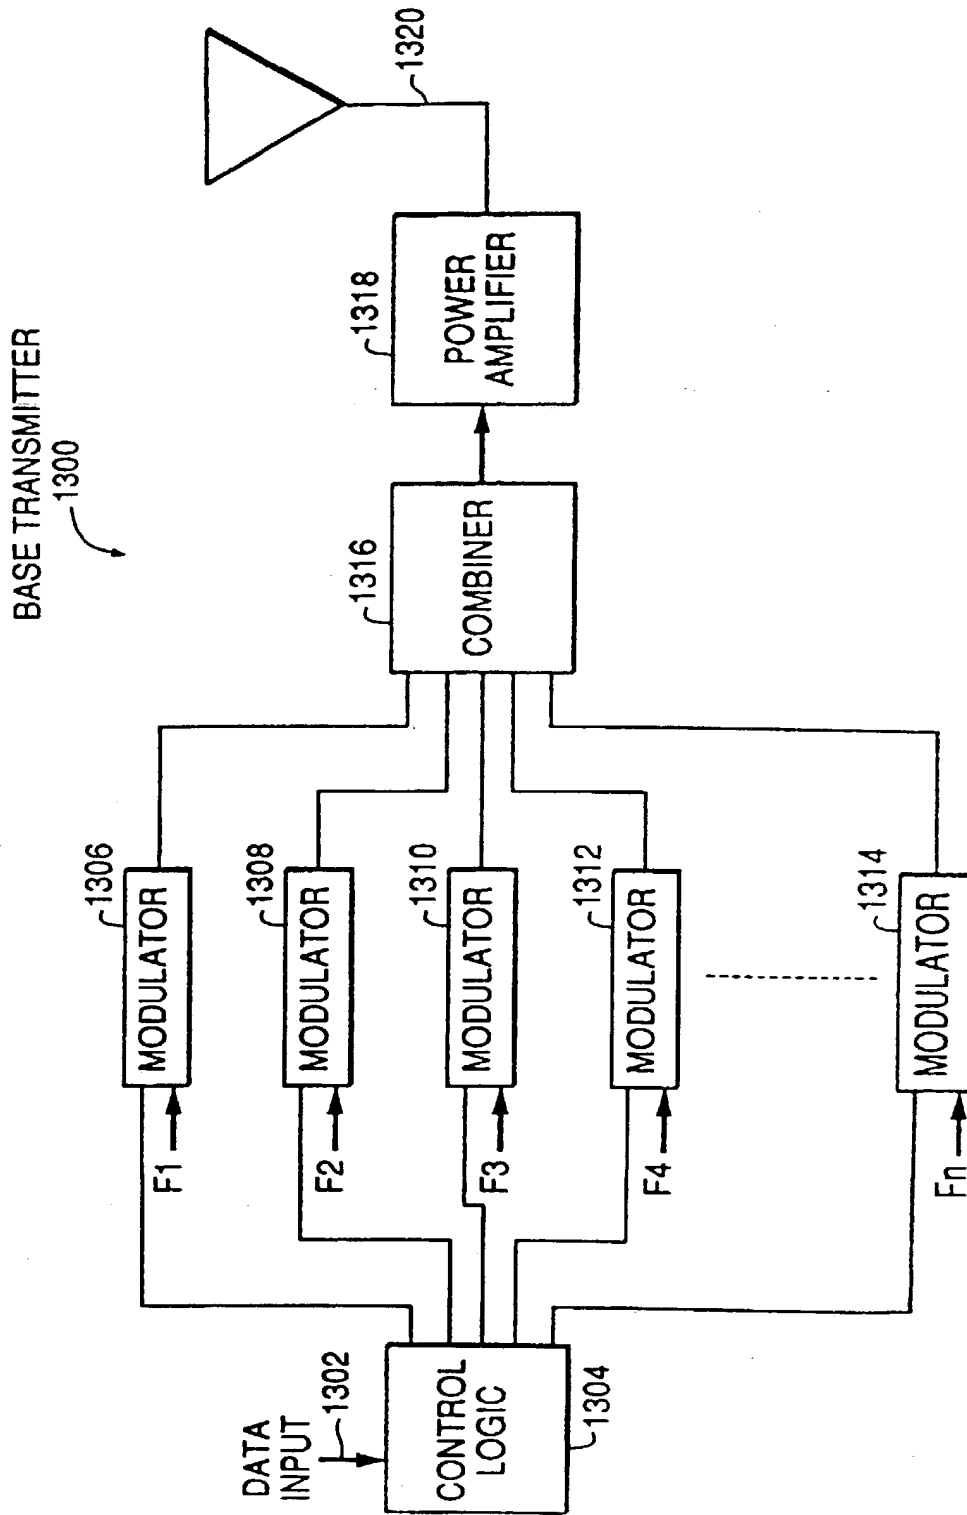 BASE TRANSMITTER
1300
DATA
INPUT
1302
CONTROL
LOGIC
1304
F1
MODULATOR
1306
F2
MODULATOR
1308
F3
MODULATOR
1310
F4
MODULATOR
1312
Fn
MODULATOR
1314
COMBINER
1316
POWER
AMPLIFIER
1318
1320